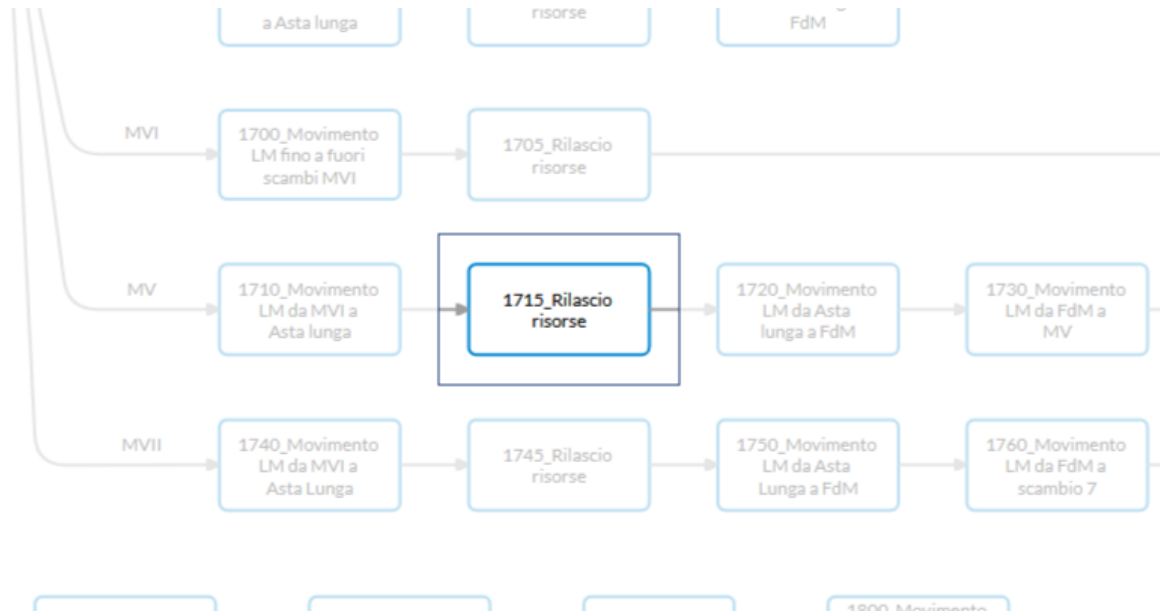 a Asta lunga
risorse
FdM
MVI
1700_Movimento
LM fino a fuori
scambi MVI
1705_Rilascio
risorse
MV
1710_Movimento
LM da MVI a
Asta lunga
1715_Rilascio
risorse
1720_Movimento
LM da Asta
lunga a FdM
1730_Movimento
LM da FdM a
MV
MVII
1740_Movimento
LM da MVI a
Asta Lunga
1745_Rilascio
risorse
1750_Movimento
LM da Asta
Lunga a FdM
1760_Movimento
LM da FdM a
scambio 7
1800_Movimento